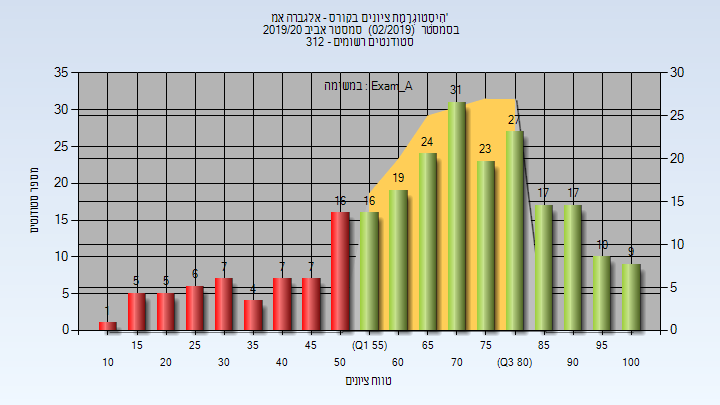 היסטוגרמת ציונים בקורס - אלגברה אמ'
בסמסטר (02/2019) סמסטר אביב 2019/20
סטודנטים רשומים - 312
במשימה : Exam_A
מספר סטודנטים
35 30 25 20 15 10 5 0
30 25 20 15 10 5 0
1 5 5 6 7 4 7 7 16 16 19 24 31 23 27 17 17 10 9
15 25 35 45 (Q1 55) 65 75 85 95
10 20 30 40 50 60 70 (Q3 80) 90 100
טווח ציונים